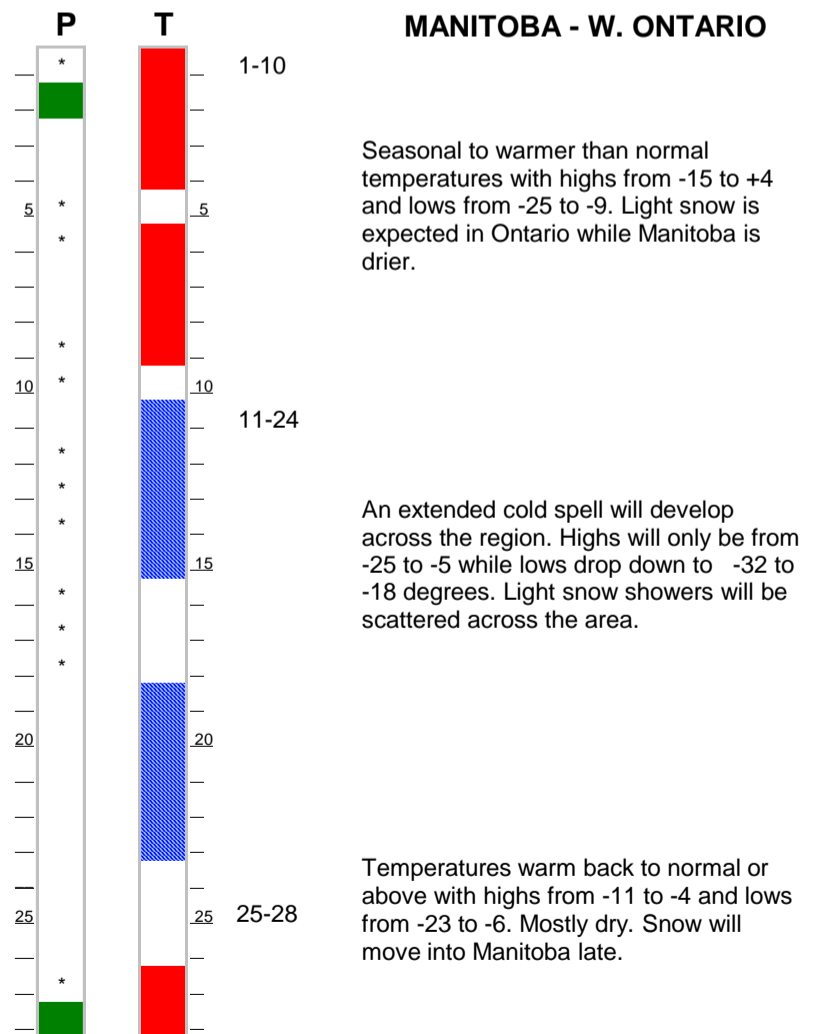 P T MANITOBA - W. ONTARIO
* 1-10
Seasonal to warmer than normal
temperatures with highs from -15 to +4
and lows from -25 to -9. Light snow is
expected in Ontario while Manitoba is
drier.
*
5 5
*
*
*
10 10
11-24
*
*
*
An extended cold spell will develop
across the region. Highs will only be from
-25 to -5 while lows drop down to -32 to
-18 degrees. Light snow showers will be
scattered across the area.
15 15
*
*
*
20 20
Temperatures warm back to normal or
above with highs from -11 to -4 and lows
from -23 to -6. Mostly dry. Snow will
move into Manitoba late.
25 25 25-28
*